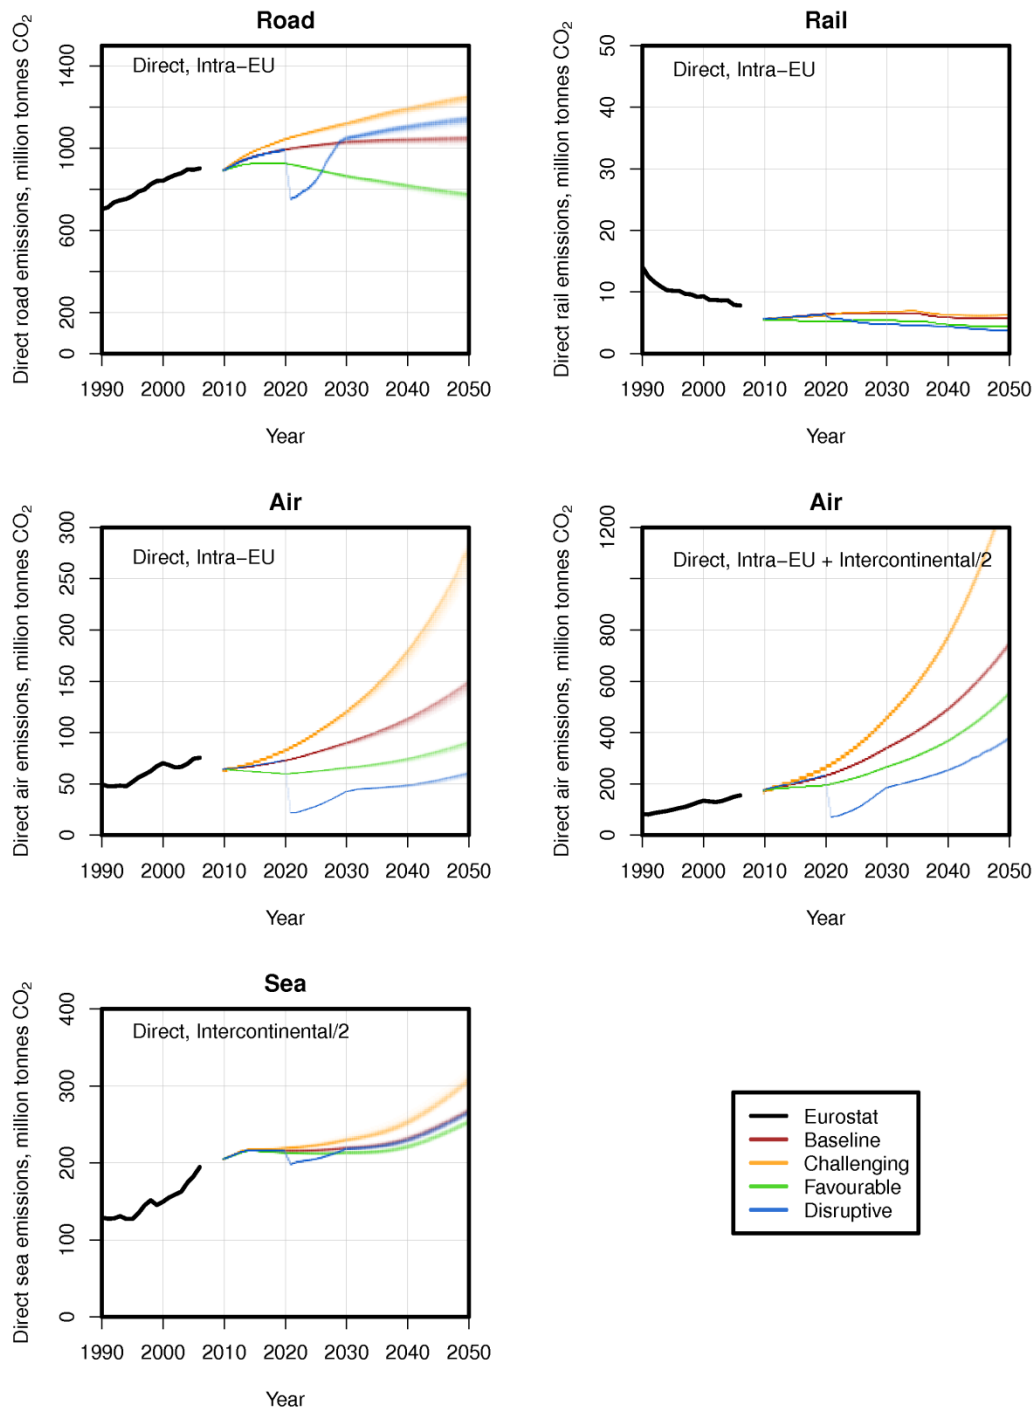 Road
Direct road emissions, million tonnes CO₂
Direct, Intra−EU
0
200
600
1000
1400
1990 2000 2010 2020 2030 2040 2050
Year
Rail
Direct rail emissions, million tonnes CO₂
Direct, Intra−EU
0
10
20
30
40
50
1990 2000 2010 2020 2030 2040 2050
Year
Air
Direct air emissions, million tonnes CO₂
Direct, Intra−EU
0
50
100
150
200
250
300
1990 2000 2010 2020 2030 2040 2050
Year
Air
Direct air emissions, million tonnes CO₂
Direct, Intra−EU + Intercontinental/2
0
200
400
600
800
1200
1990 2000 2010 2020 2030 2040 2050
Year
Sea
Direct sea emissions, million tonnes CO₂
Direct, Intercontinental/2
0
100
200
300
400
1990 2000 2010 2020 2030 2040 2050
Year
Eurostat
Baseline
Challenging
Favourable
Disruptive